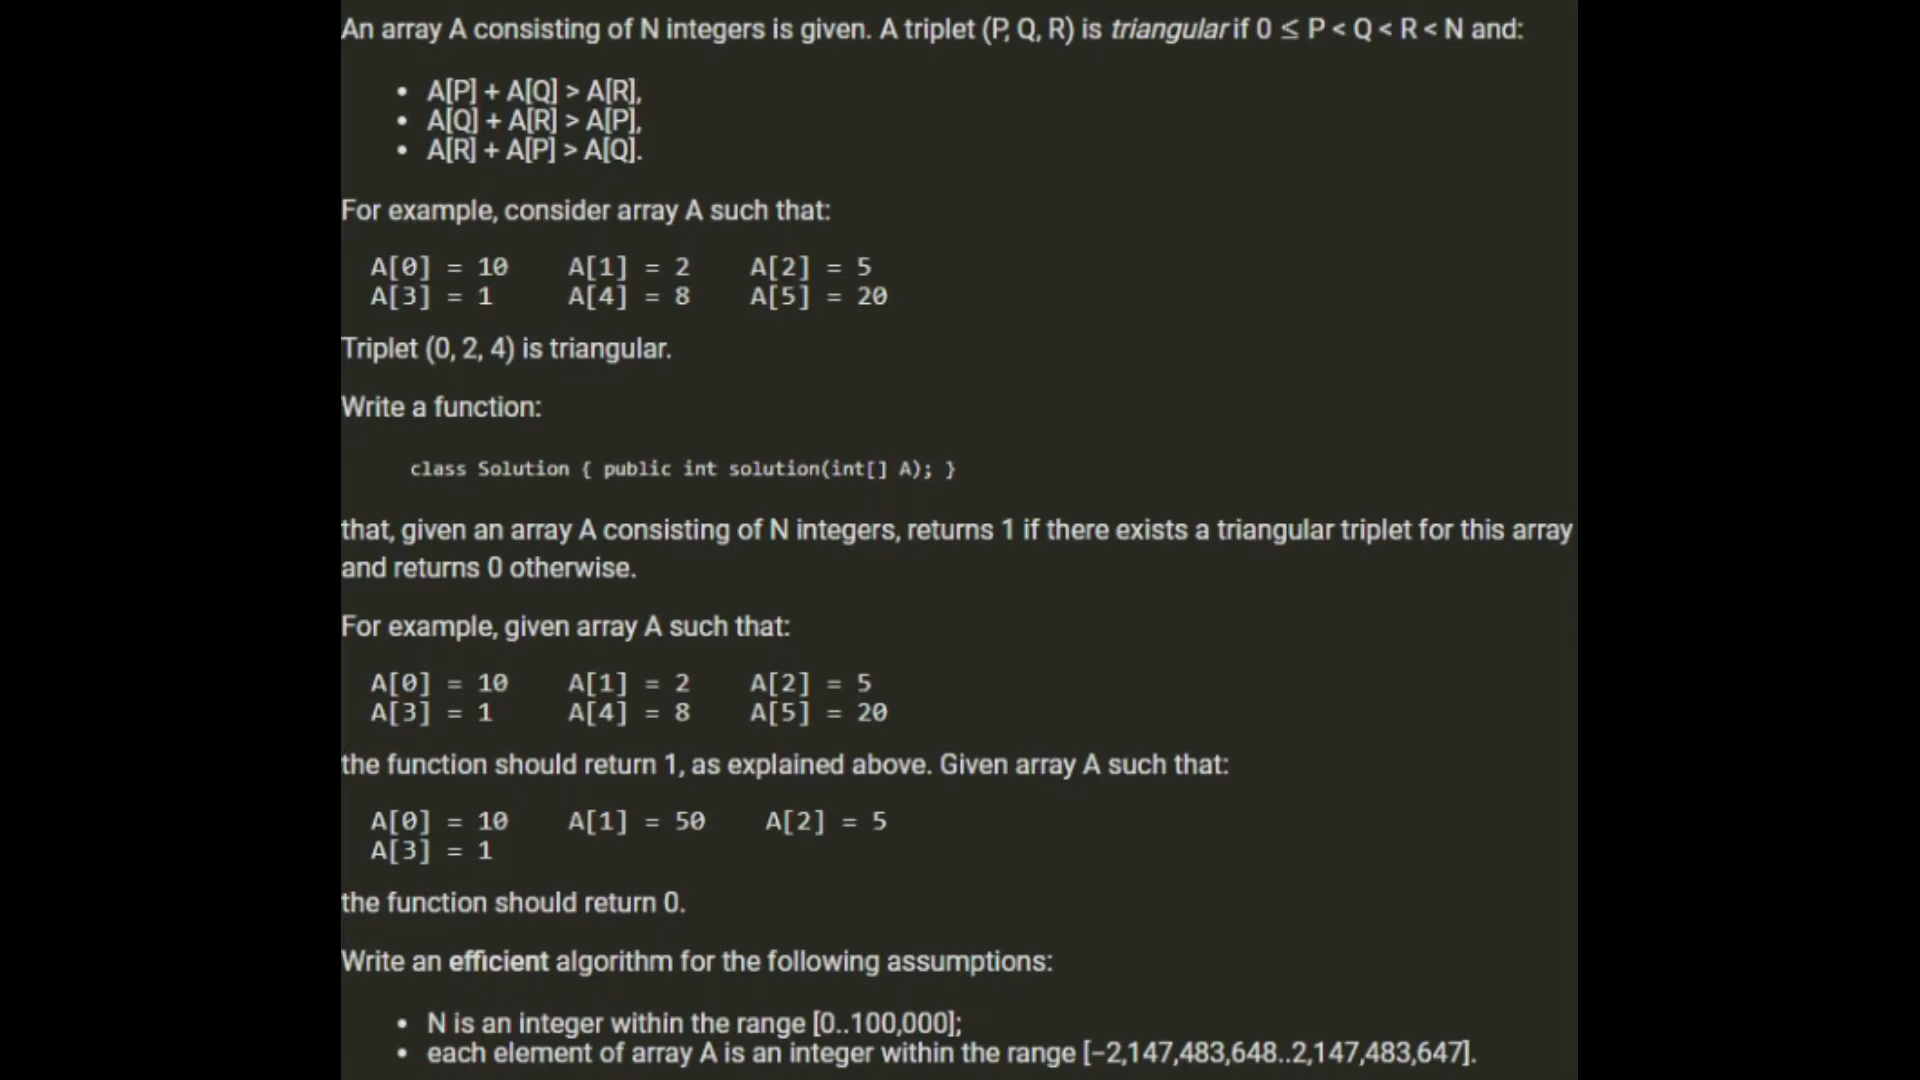 An array A consisting of N integers is given. A triplet (P, Q, R) is triangular if 0 ≤ P < Q < R < N and:
• A[P] + A[Q] > A[R],
• A[Q] + A[R] > A[P],
• A[R] + A[P] > A[Q].
For example, consider array A such that:
A[0] = 10 A[1] = 2 A[2] = 5
A[3] = 1 A[4] = 8 A[5] = 20
Triplet (0, 2, 4) is triangular.
Write a function:
class Solution { public int solution(int[] A); }
that, given an array A consisting of N integers, returns 1 if there exists a triangular triplet for this array
and returns 0 otherwise.
For example, given array A such that:
A[0] = 10 A[1] = 2 A[2] = 5
A[3] = 1 A[4] = 8 A[5] = 20
the function should return 1, as explained above. Given array A such that:
A[0] = 10 A[1] = 50 A[2] = 5
A[3] = 1
the function should return 0.
Write an efficient algorithm for the following assumptions:
• N is an integer within the range [0..100,000];
• each element of array A is an integer within the range [−2,147,483,648..2,147,483,647].